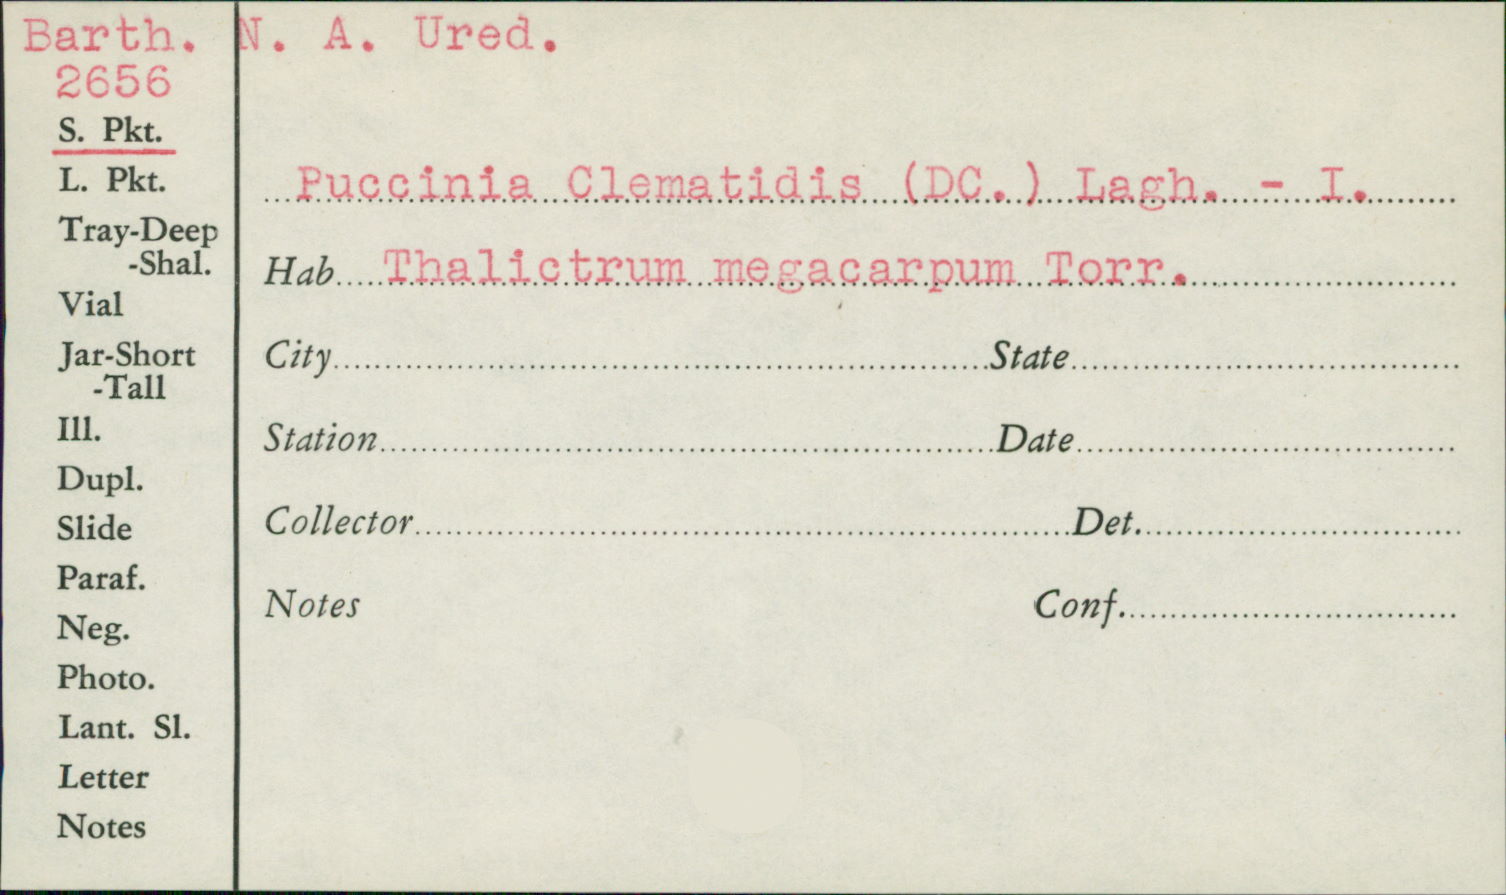 Barth. N. A. Ured.
2656
S. Pkt.
L. Pkt.
Tray-Deep
-Shal.
Vial
Jar-Short
-Tall
Ill.
Dupl.
Slide
Paraf.
Neg.
Photo.
Lant. Sl.
Letter
Notes
Puccinia Clematidis (DC.) Lagh. - I.
Hab. Thalictrum megacarpum Torr.
City State
Station Date
Collector Det.
Notes Conf.